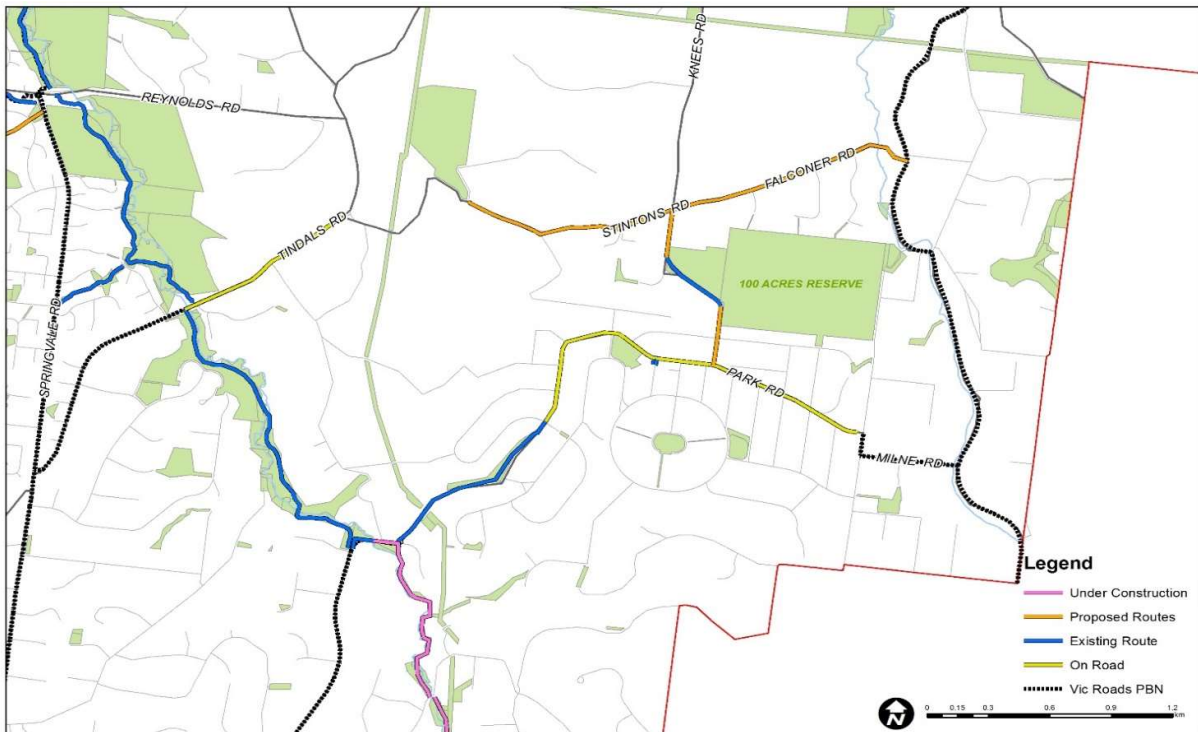 KNEES RD
REYNOLDS RD
FALCONER RD
STINTONS RD
TINDALS RD
100 ACRES RESERVE
SPRINGVALE RD
PARK RD
MILNE RD
Legend
Under Construction
Proposed Routes
Existing Route
On Road
Vic Roads PBN
N
0 0.15 0.3 0.6 0.9 1.2
km